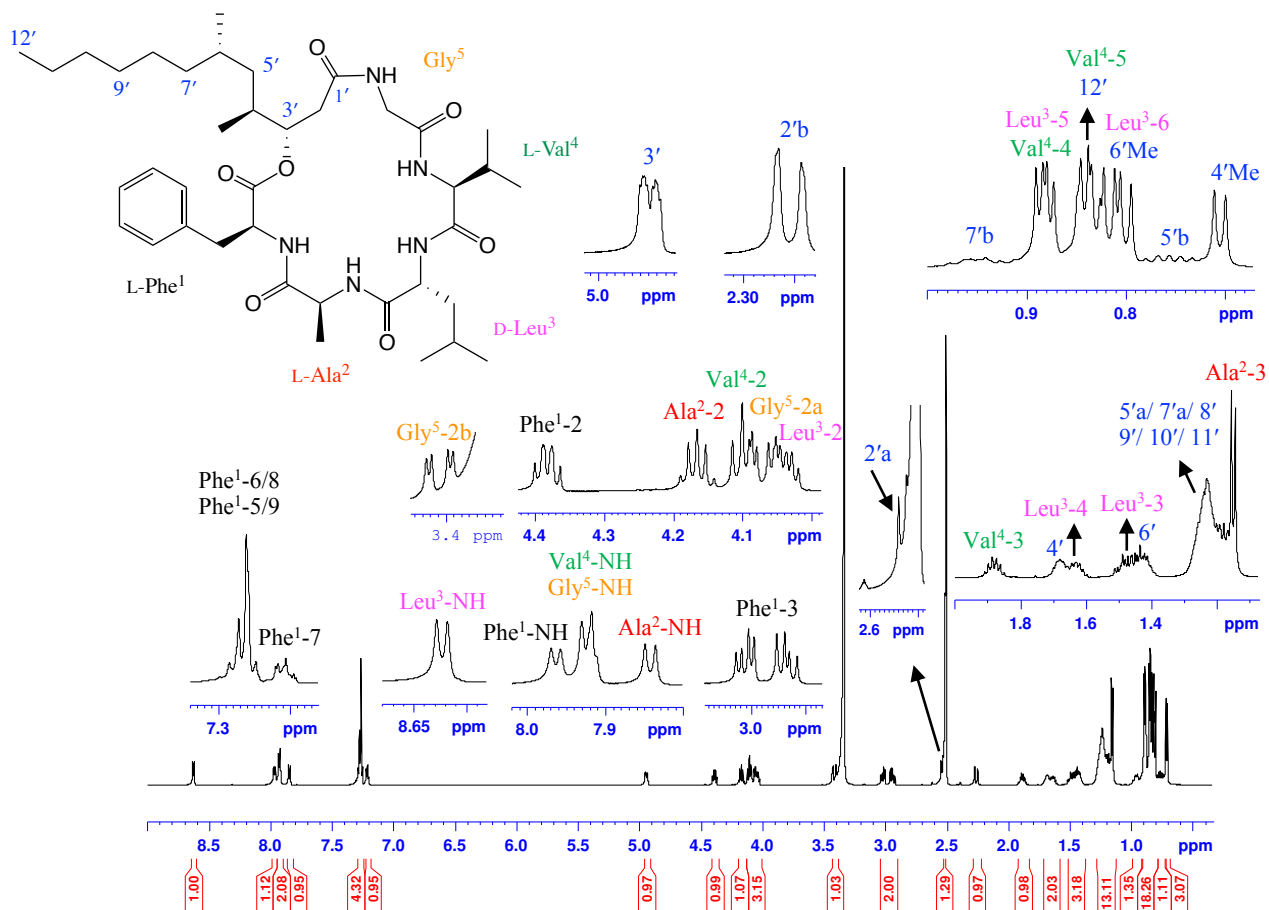 12′
9′
7′
5′
3′
1′
O
NH
Gly⁵
O
HN
L-Val⁴
O
O
O
NH
HN
O
L-Phe¹
O
NH
O
D-Leu³
L-Ala²
3′
5.0 ppm
2′b
2.30 ppm
Val⁴-5
12′
Leu³-5
Leu³-6
Val⁴-4
6′Me
4′Me
7′b
5′b
0.9 0.8 ppm
Gly⁵-2b
3.4 ppm
Phe¹-2
Ala²-2
Val⁴-2
Gly⁵-2a
Leu³-2
4.4 4.3 4.2 4.1 ppm
2′a
2.6 ppm
Ala²-3
5′a/ 7′a/ 8′
9′/ 10′/ 11′
Leu³-4
Leu³-3
Val⁴-3
4′
6′
1.8 1.6 1.4 ppm
Phe¹-6/8
Phe¹-5/9
Phe¹-7
7.3 ppm
Leu³-NH
8.65 ppm
Val⁴-NH
Gly⁵-NH
Phe¹-NH
Ala²-NH
8.0 7.9 ppm
Phe¹-3
3.0 ppm
8.5 8.0 7.5 7.0 6.5 6.0 5.5 5.0 4.5 4.0 3.5 3.0 2.5 2.0 1.5 1.0 ppm
1.00 1.12 2.08 0.95 4.32 0.95 0.97 0.99 1.07 3.15 1.03 2.00 1.29 0.97 0.98 2.03 3.18 13.11 1.35 18.26 1.11 3.07